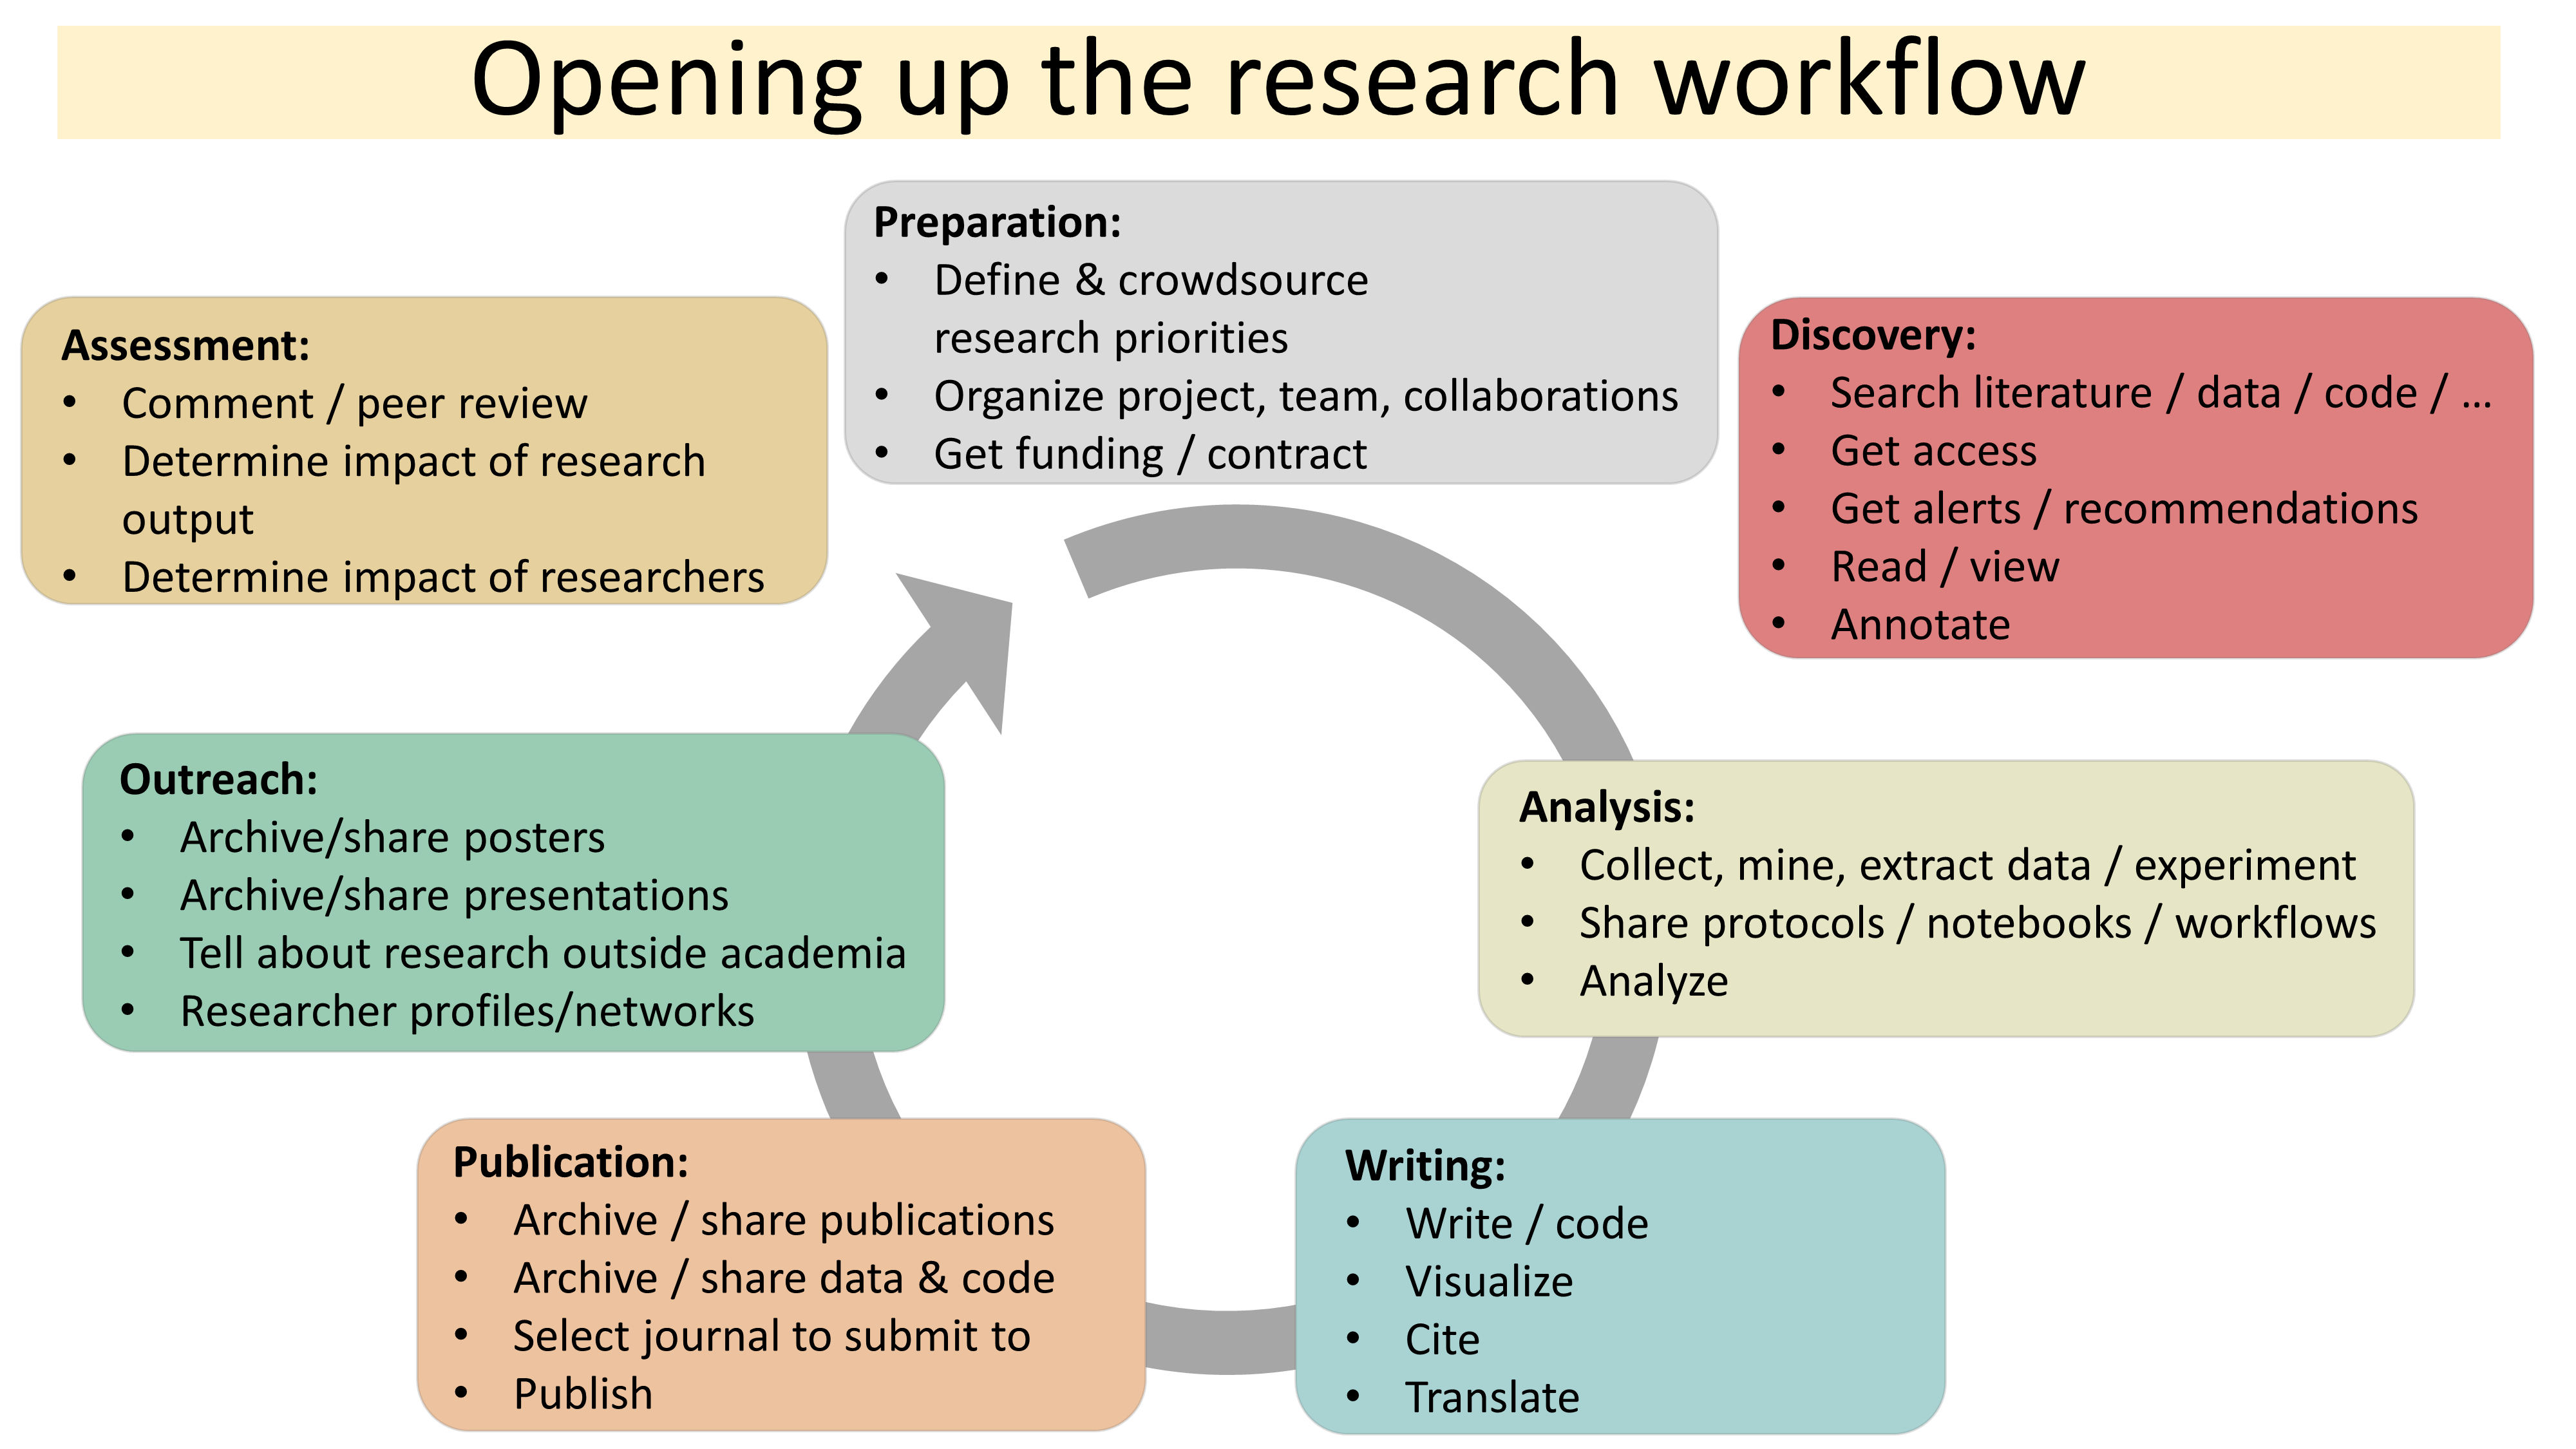 Opening up the research workflow
Preparation:
• Define & crowdsource
research priorities
• Organize project, team, collaborations
• Get funding / contract
Discovery:
• Search literature / data / code / …
• Get access
• Get alerts / recommendations
• Read / view
• Annotate
Analysis:
• Collect, mine, extract data / experiment
• Share protocols / notebooks / workflows
• Analyze
Writing:
• Write / code
• Visualize
• Cite
• Translate
Publication:
• Archive / share publications
• Archive / share data & code
• Select journal to submit to
• Publish
Outreach:
• Archive/share posters
• Archive/share presentations
• Tell about research outside academia
• Researcher profiles/networks
Assessment:
• Comment / peer review
• Determine impact of research
output
• Determine impact of researchers